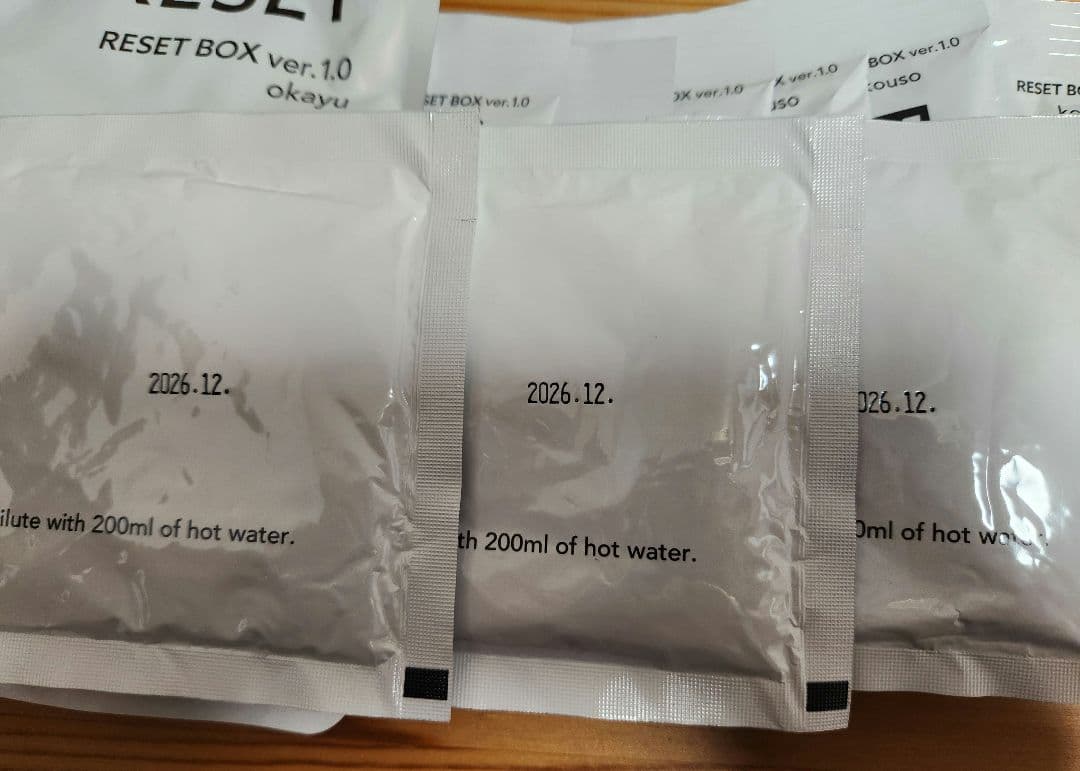 RESET BOX ver.1.0
okayu
SET BOX ver.1.0
ver.1.0
ver.1.0
BOX ver.1.0
RESET
2026.12.
2026.12.
026.12.
ilute with 200ml of hot water.
th 200ml of hot water.
0ml of hot